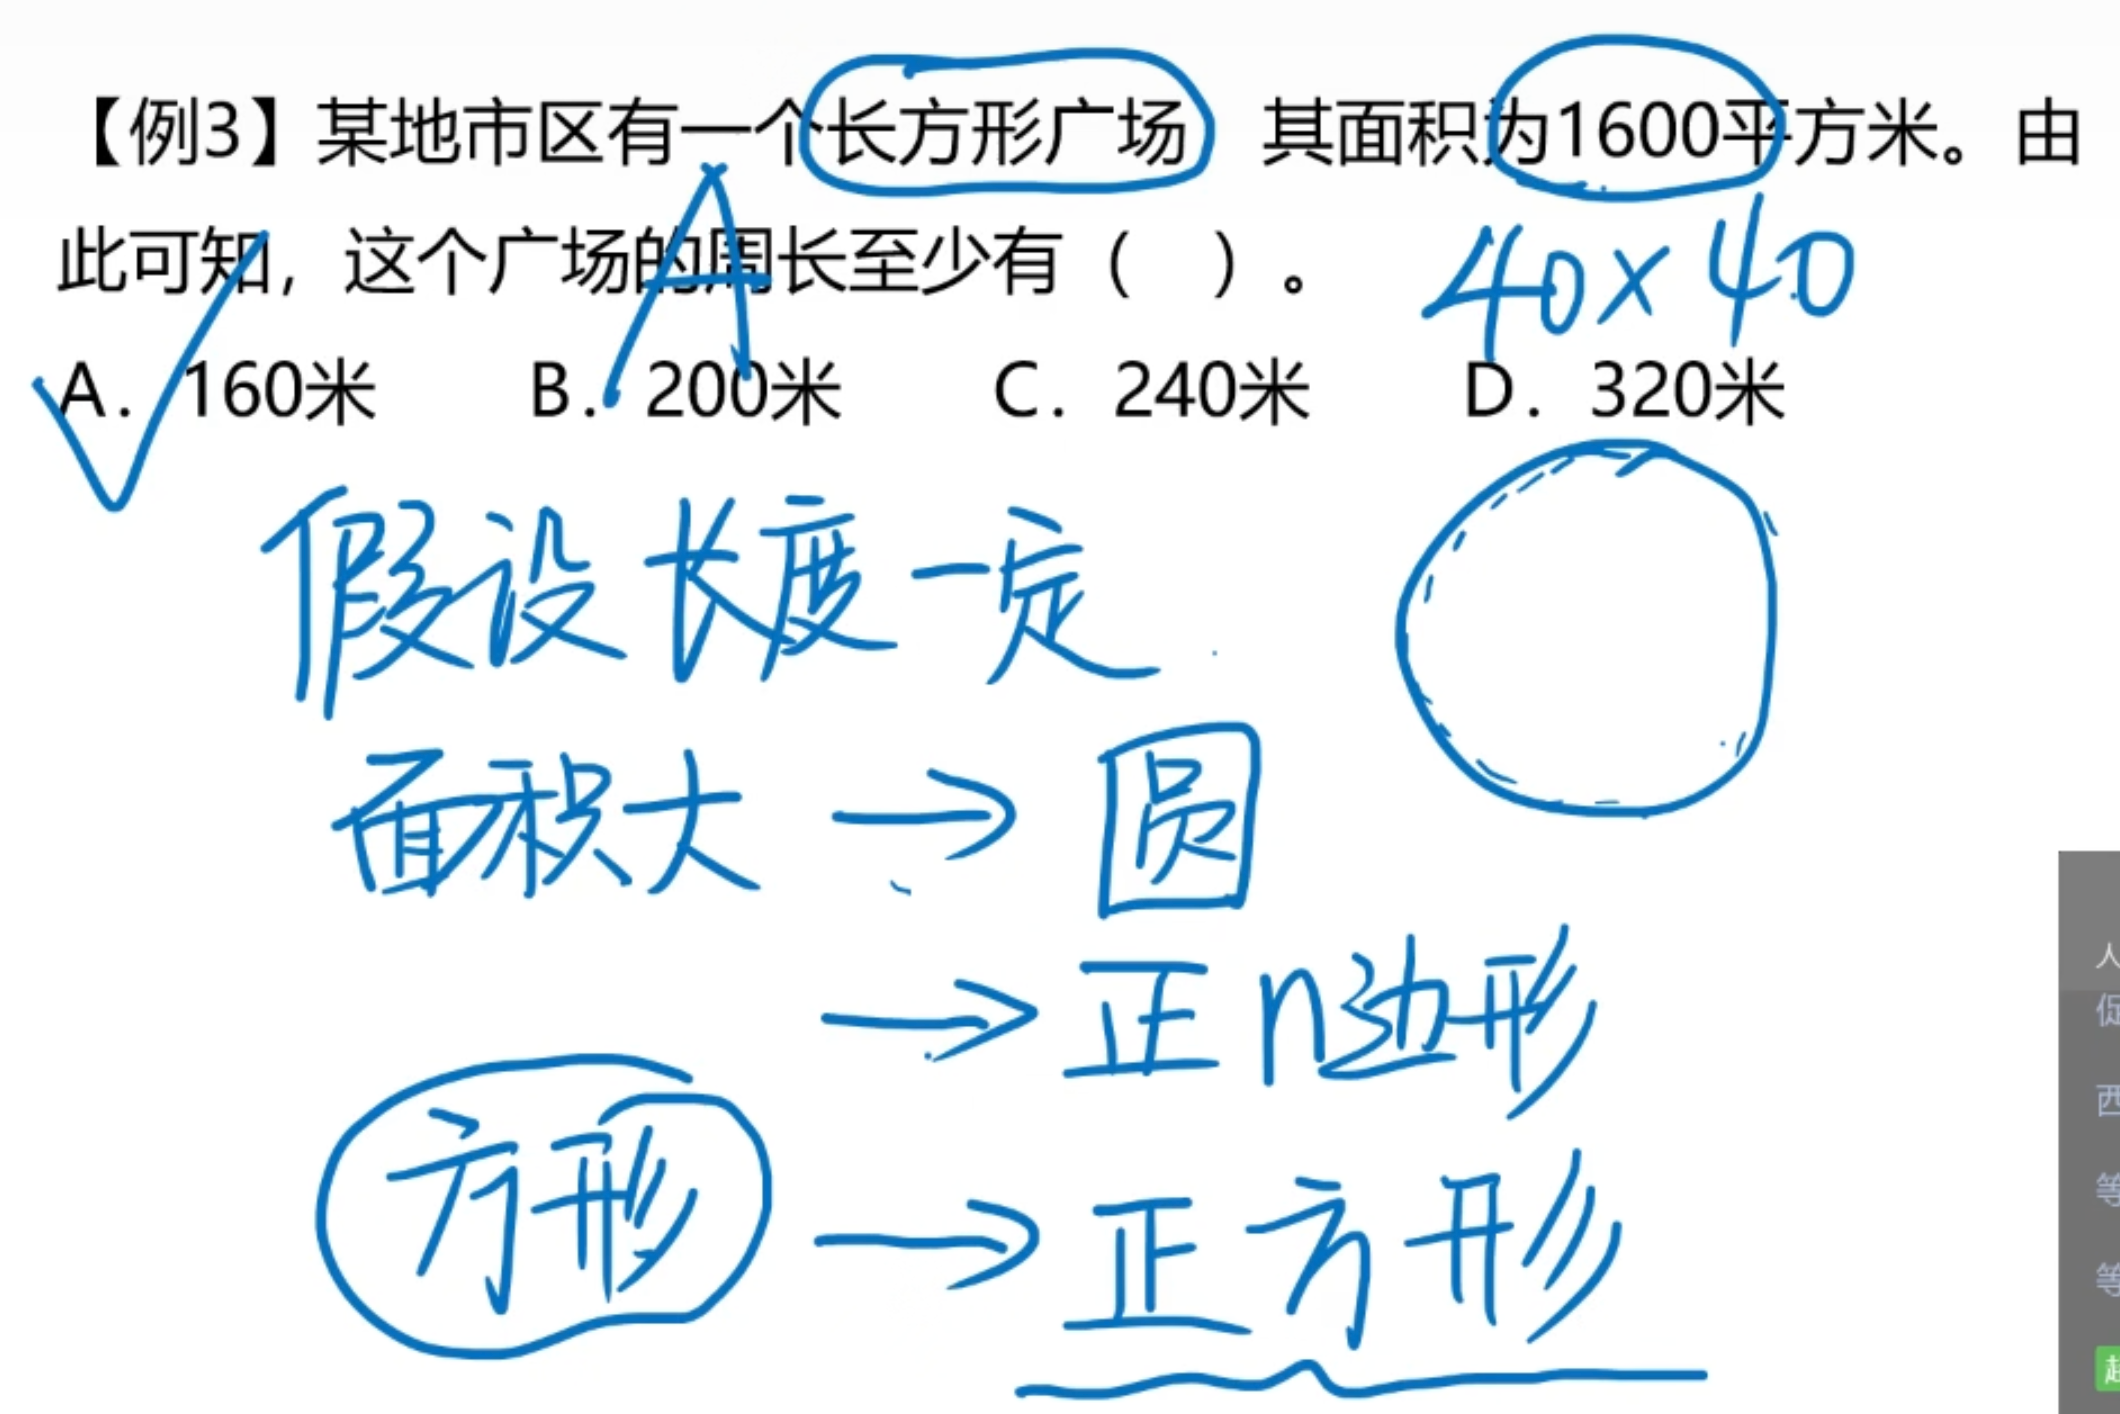 【例3】某地市区有一个长方形广场 其面积为1600平方米。由
此可知，这个广场的周长至少有（ ）。
A
40×40
A. 160米 B. 200米 C. 240米 D. 320米
假设长度一定
面积大 → 圆
→ 正n边形
方形 → 正方形
人
促
西
等
等